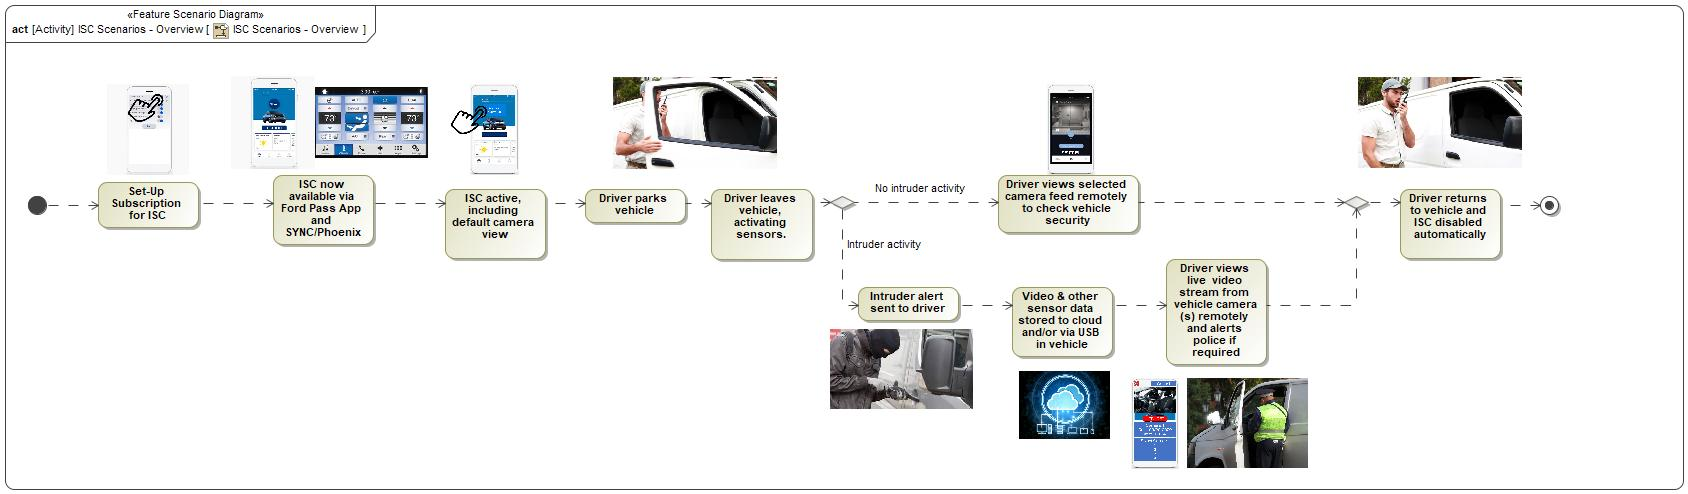 «Feature Scenario Diagram»
act [Activity] ISC Scenarios - Overview [ ISC Scenarios - Overview ]
Set-Up
Subscription
for ISC
ISC now
available via
Ford Pass App
and
SYNC/Phoenix
ISC active,
including
default camera
view
Driver parks
vehicle
Driver leaves
vehicle,
activating
sensors.
No intruder activity
Driver views selected
camera feed remotely
to check vehicle
security
Driver returns
to vehicle and
ISC disabled
automatically
Intruder activity
Intruder alert
sent to driver
Video & other
sensor data
stored to cloud
and/or via USB
in vehicle
Driver views
live video
stream from
vehicle camera
(s) remotely
and alerts
police if
required
73
73